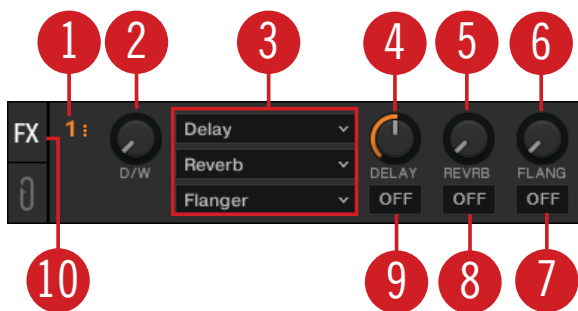 1 2 3 4 5 6
FX 1 Delay
D/W Reverb DELAY REVRB FLANG
Flanger OFF OFF OFF
10 9 8 7